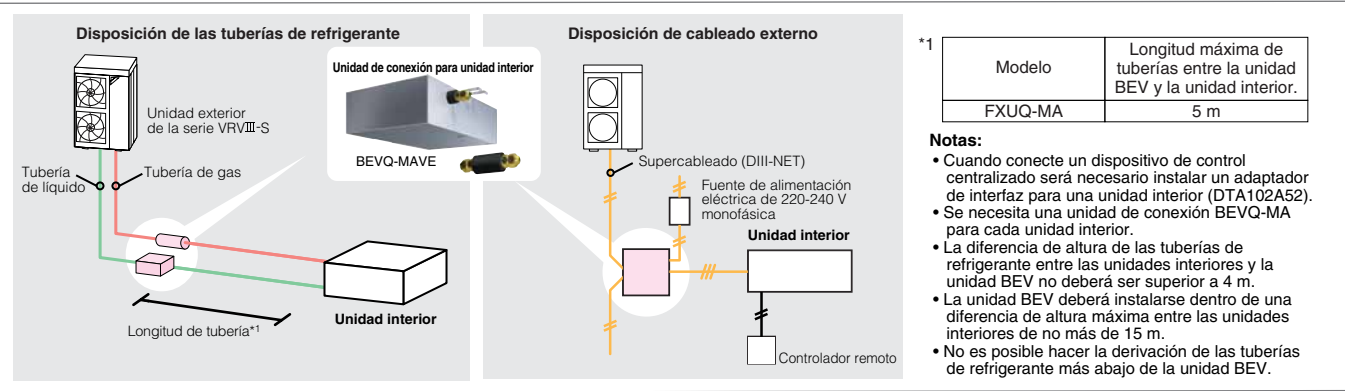 Disposición de las tuberías de refrigerante
Unidad exterior
de la serie VRVⅢ-S
Tubería
de líquido
Tubería de gas
Longitud de tubería*1
Unidad interior
Unidad de conexión para unidad interior
BEVQ-MAVE
Disposición de cableado externo
Supercableado (DIII-NET)
Fuente de alimentación
eléctrica de 220-240 V
monofásica
Unidad interior
Controlador remoto
*1
Modelo
Longitud máxima de
tuberías entre la unidad
BEV y la unidad interior.
FXUQ-MA
5 m
Notas:
• Cuando conecte un dispositivo de control
centralizado será necesario instalar un adaptador
de interfaz para una unidad interior (DTA102A52).
• Se necesita una unidad de conexión BEVQ-MA
para cada unidad interior.
• La diferencia de altura de las tuberías de
refrigerante entre las unidades interiores y la
unidad BEV no deberá ser superior a 4 m.
• La unidad BEV deberá instalarse dentro de una
diferencia de altura máxima entre las unidades
interiores de no más de 15 m.
• No es posible hacer la derivación de las tuberías
de refrigerante más abajo de la unidad BEV.